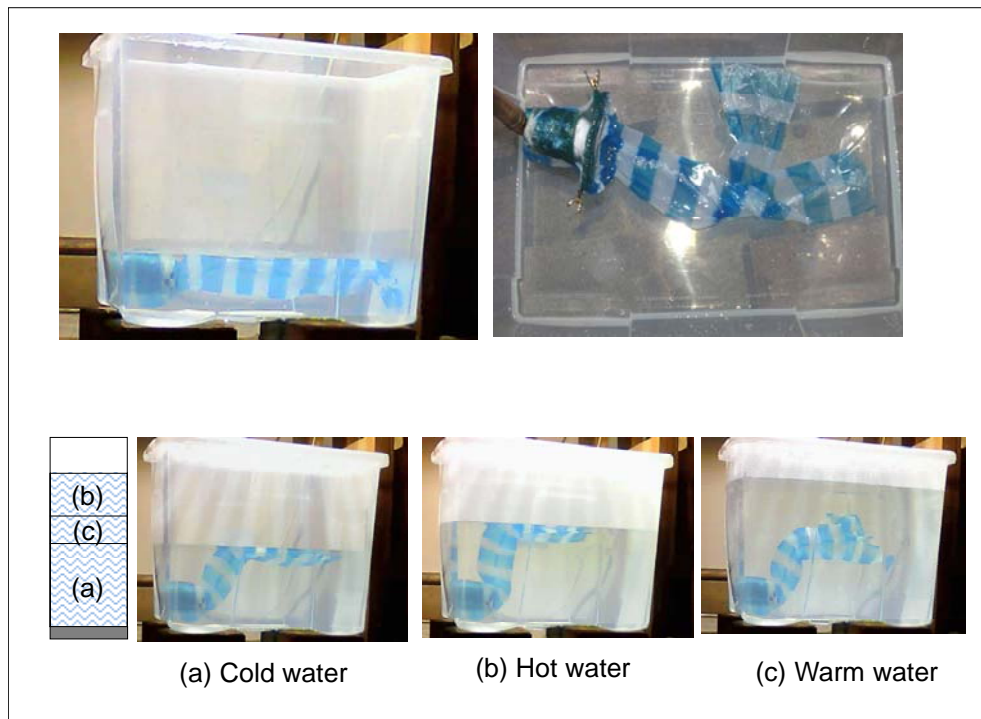 (b)
(c)
(a)
(a) Cold water
(b) Hot water
(c) Warm water